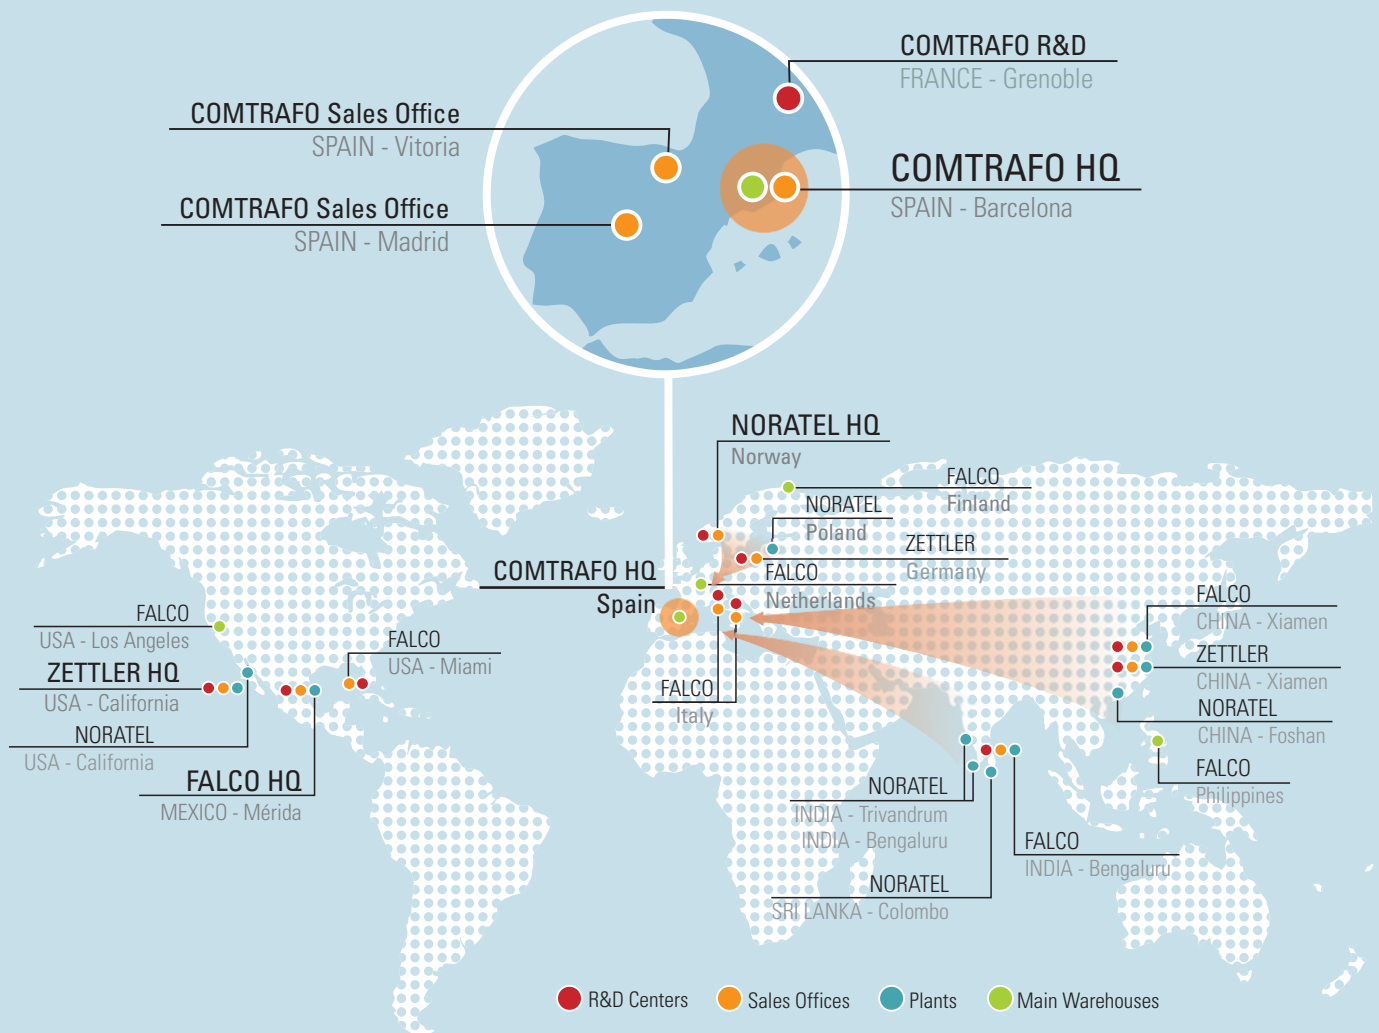 COMTRAFO R&D
FRANCE - Grenoble
COMTRAFO Sales Office
SPAIN - Vitoria
COMTRAFO HQ
SPAIN - Barcelona
COMTRAFO Sales Office
SPAIN - Madrid
NORATEL HQ
Norway
FALCO
Finland
NORATEL
Poland
ZETTLER
Germany
COMTRAFO HQ
Spain
FALCO
Netherlands
FALCO
USA - Los Angeles
FALCO
USA - Miami
ZETTLER HQ
USA - California
NORATEL
USA - California
FALCO HQ
MEXICO - Mérida
FALCO
Italy
FALCO
CHINA - Xiamen
ZETTLER
CHINA - Xiamen
NORATEL
CHINA - Foshan
FALCO
Philippines
NORATEL
INDIA - Trivandrum
INDIA - Bengaluru
FALCO
INDIA - Bengaluru
NORATEL
SRI LANKA - Colombo
R&D Centers
Sales Offices
Plants
Main Warehouses